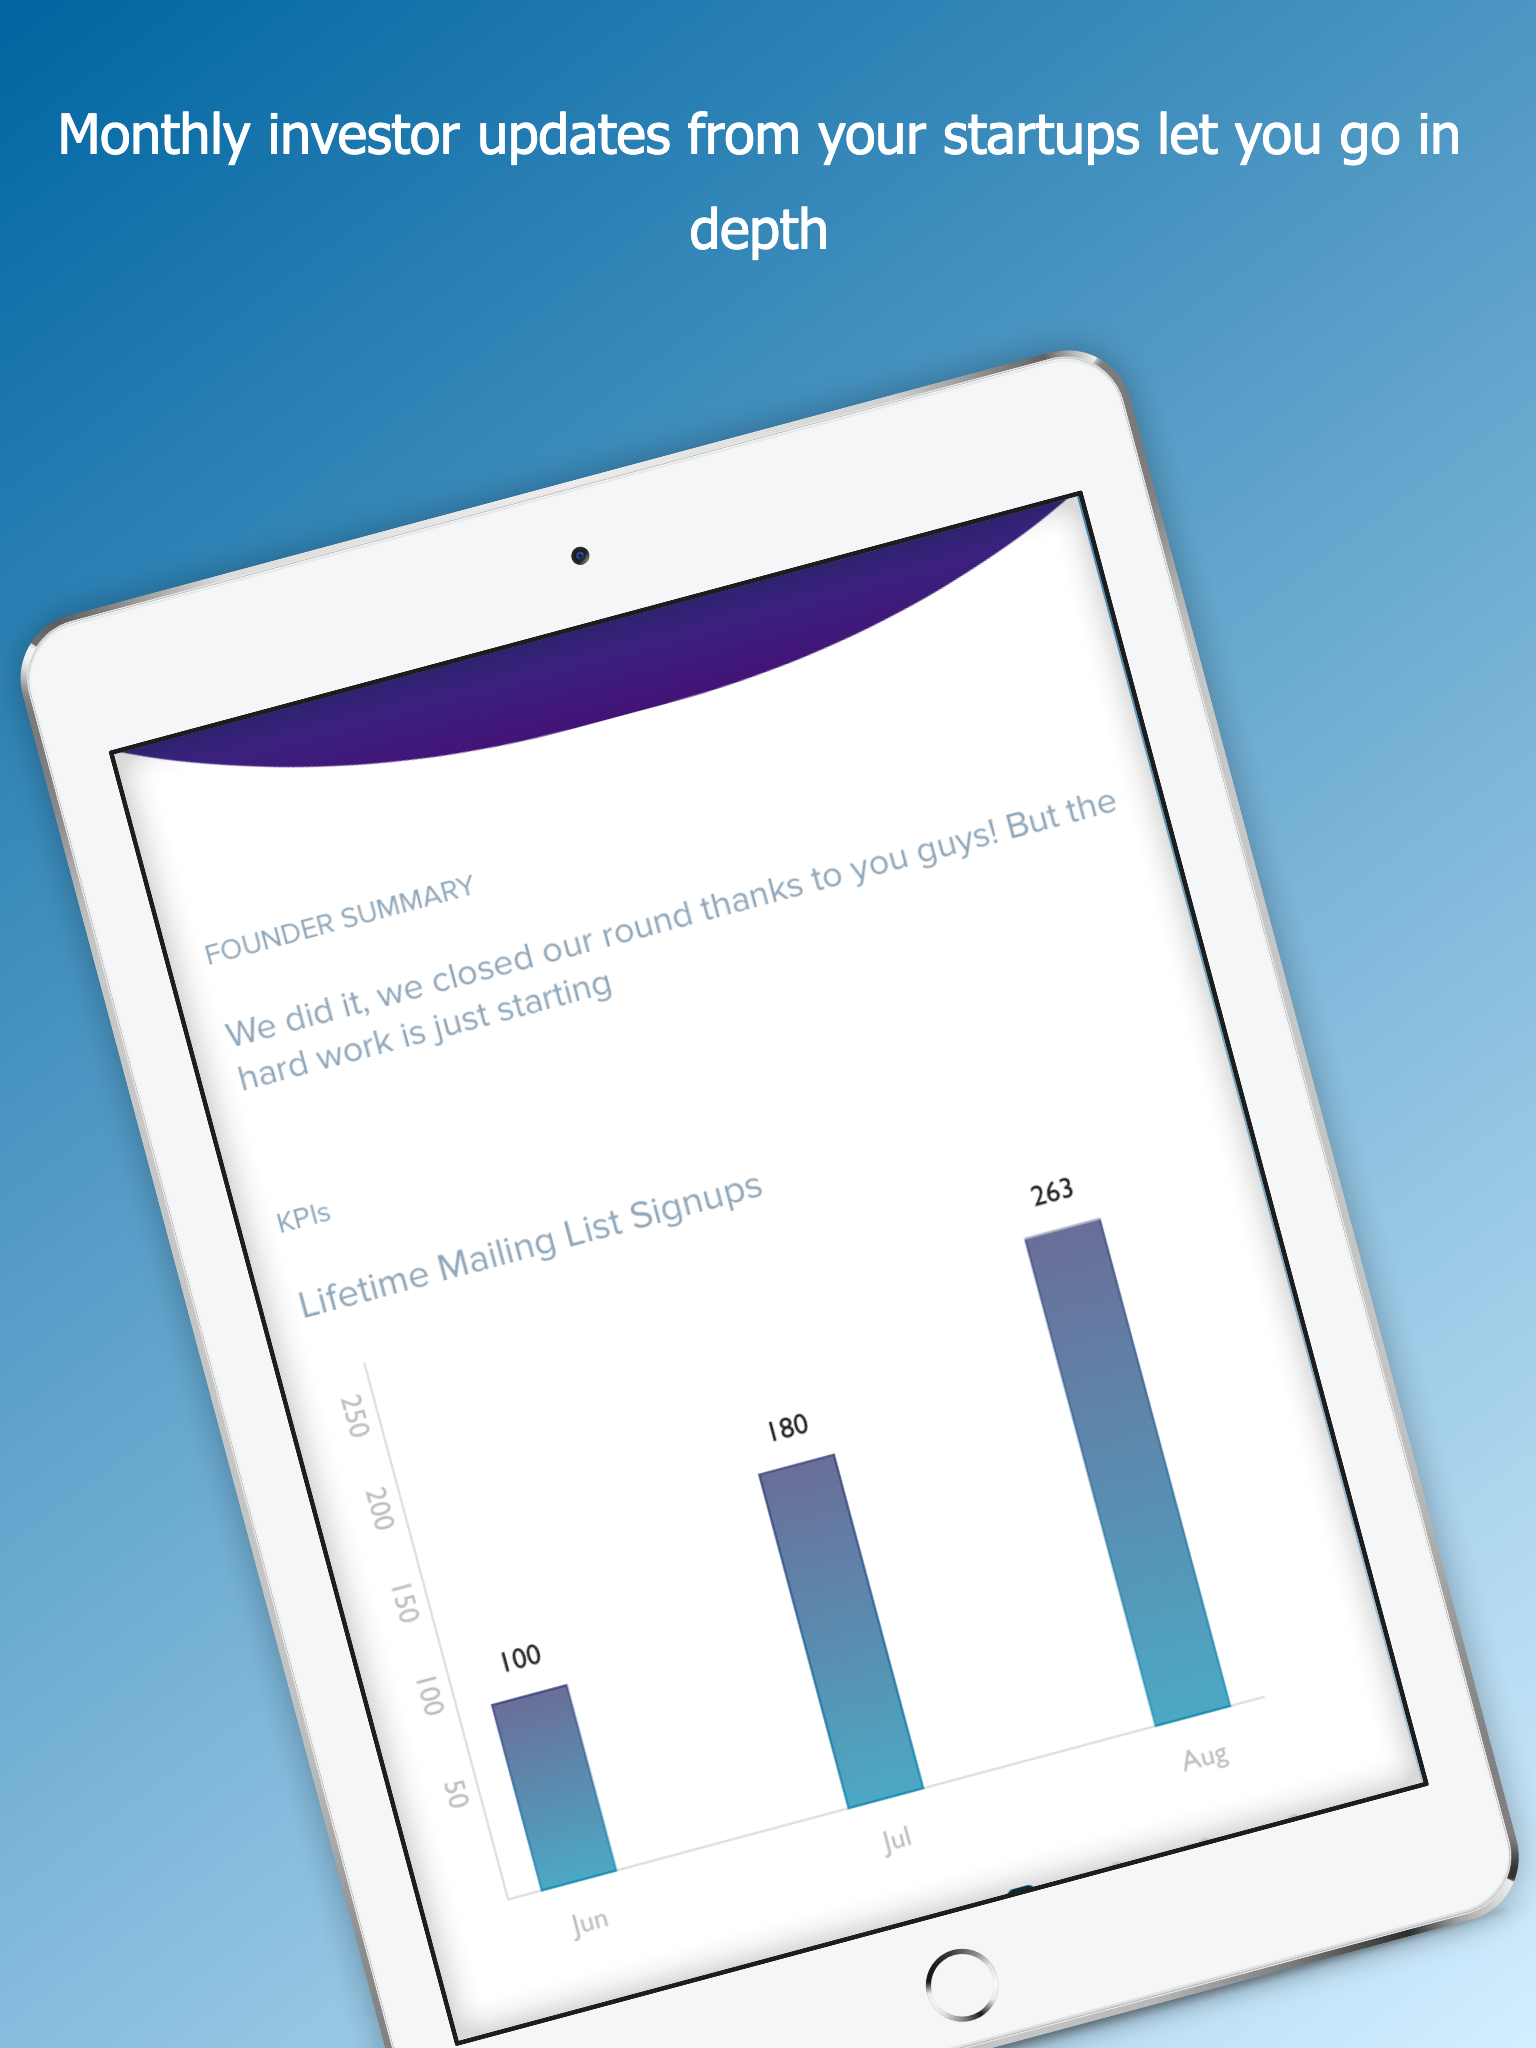 Monthly investor updates from your startups let you go in
depth
FOUNDER SUMMARY
We did it, we closed our round thanks to you guys! But the
hard work is just starting
KPIs
Lifetime Mailing List Signups
250
200
150
100
50
100
180
263
Jun
Jul
Aug